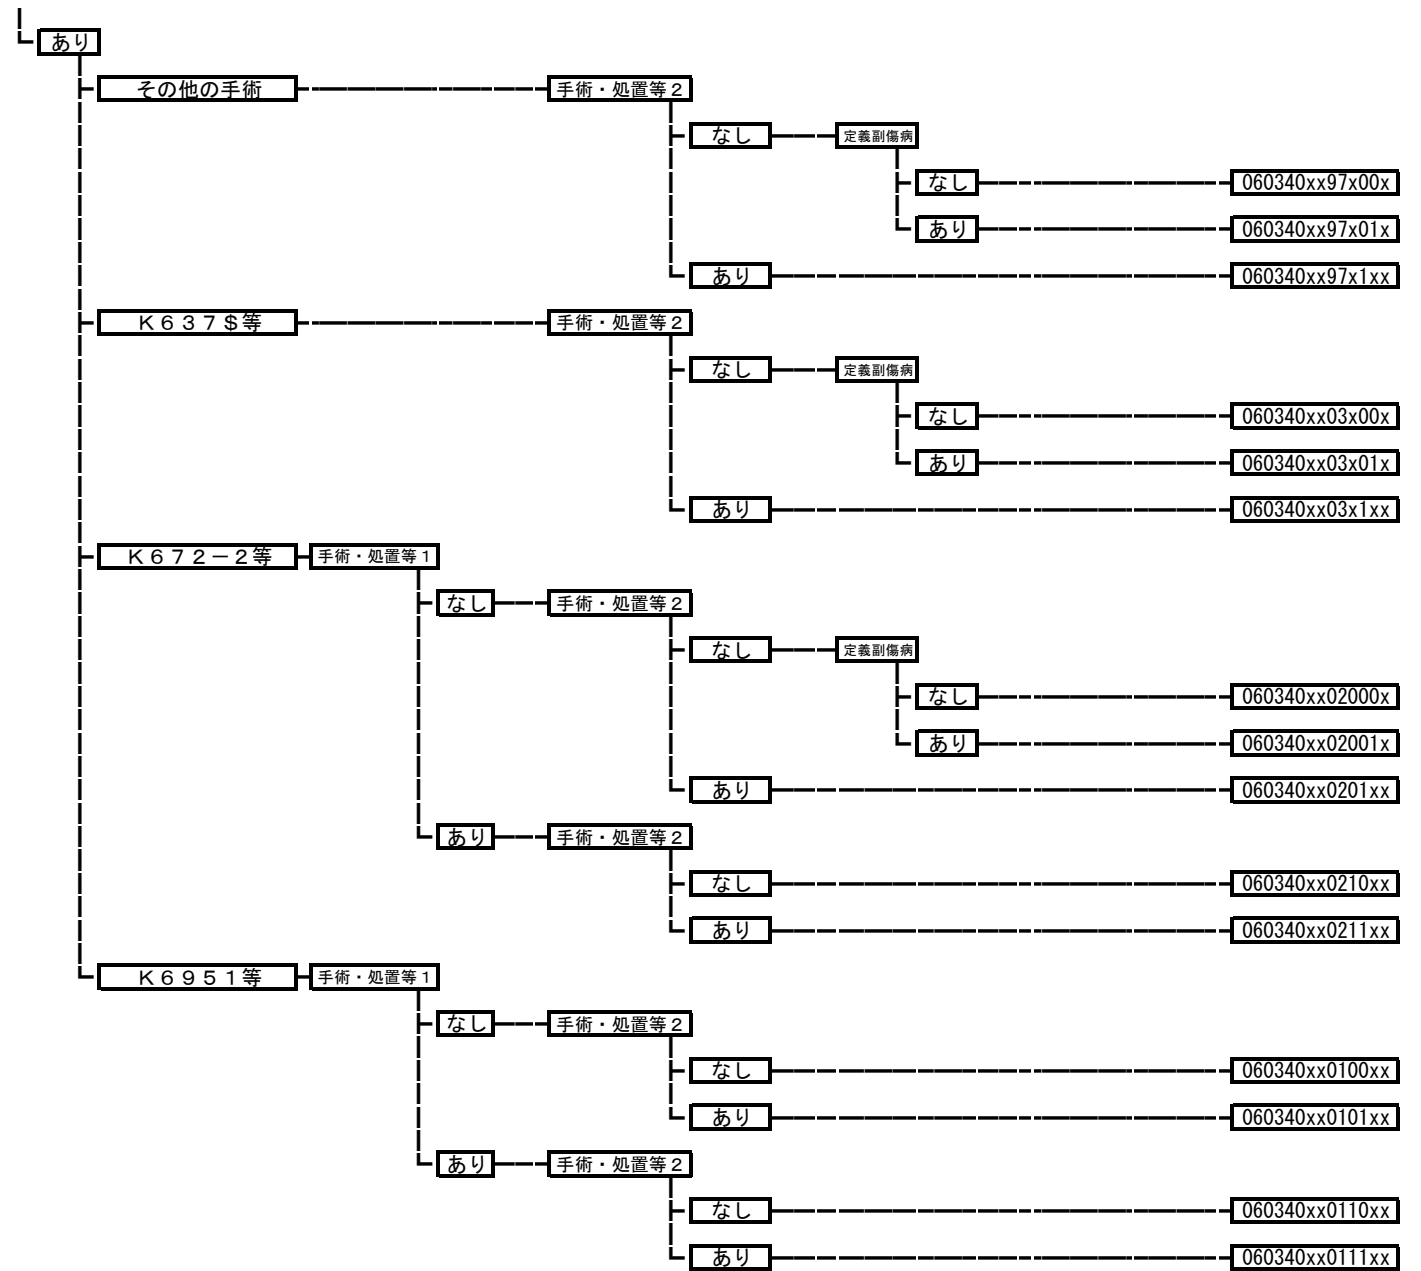 あり
その他の手術 手術・処置等２
なし 定義副傷病
なし 060340xx97x00x
あり 060340xx97x01x
あり 060340xx97x1xx
Ｋ６３７＄等 手術・処置等２
なし 定義副傷病
なし 060340xx03x00x
あり 060340xx03x01x
あり 060340xx03x1xx
Ｋ６７２－２等 手術・処置等１
なし 手術・処置等２
なし 定義副傷病
なし 060340xx02000x
あり 060340xx02001x
あり 060340xx0201xx
あり 手術・処置等２
なし 060340xx0210xx
あり 060340xx0211xx
Ｋ６９５１等 手術・処置等１
なし 手術・処置等２
なし 060340xx0100xx
あり 060340xx0101xx
あり 手術・処置等２
なし 060340xx0110xx
あり 060340xx0111xx